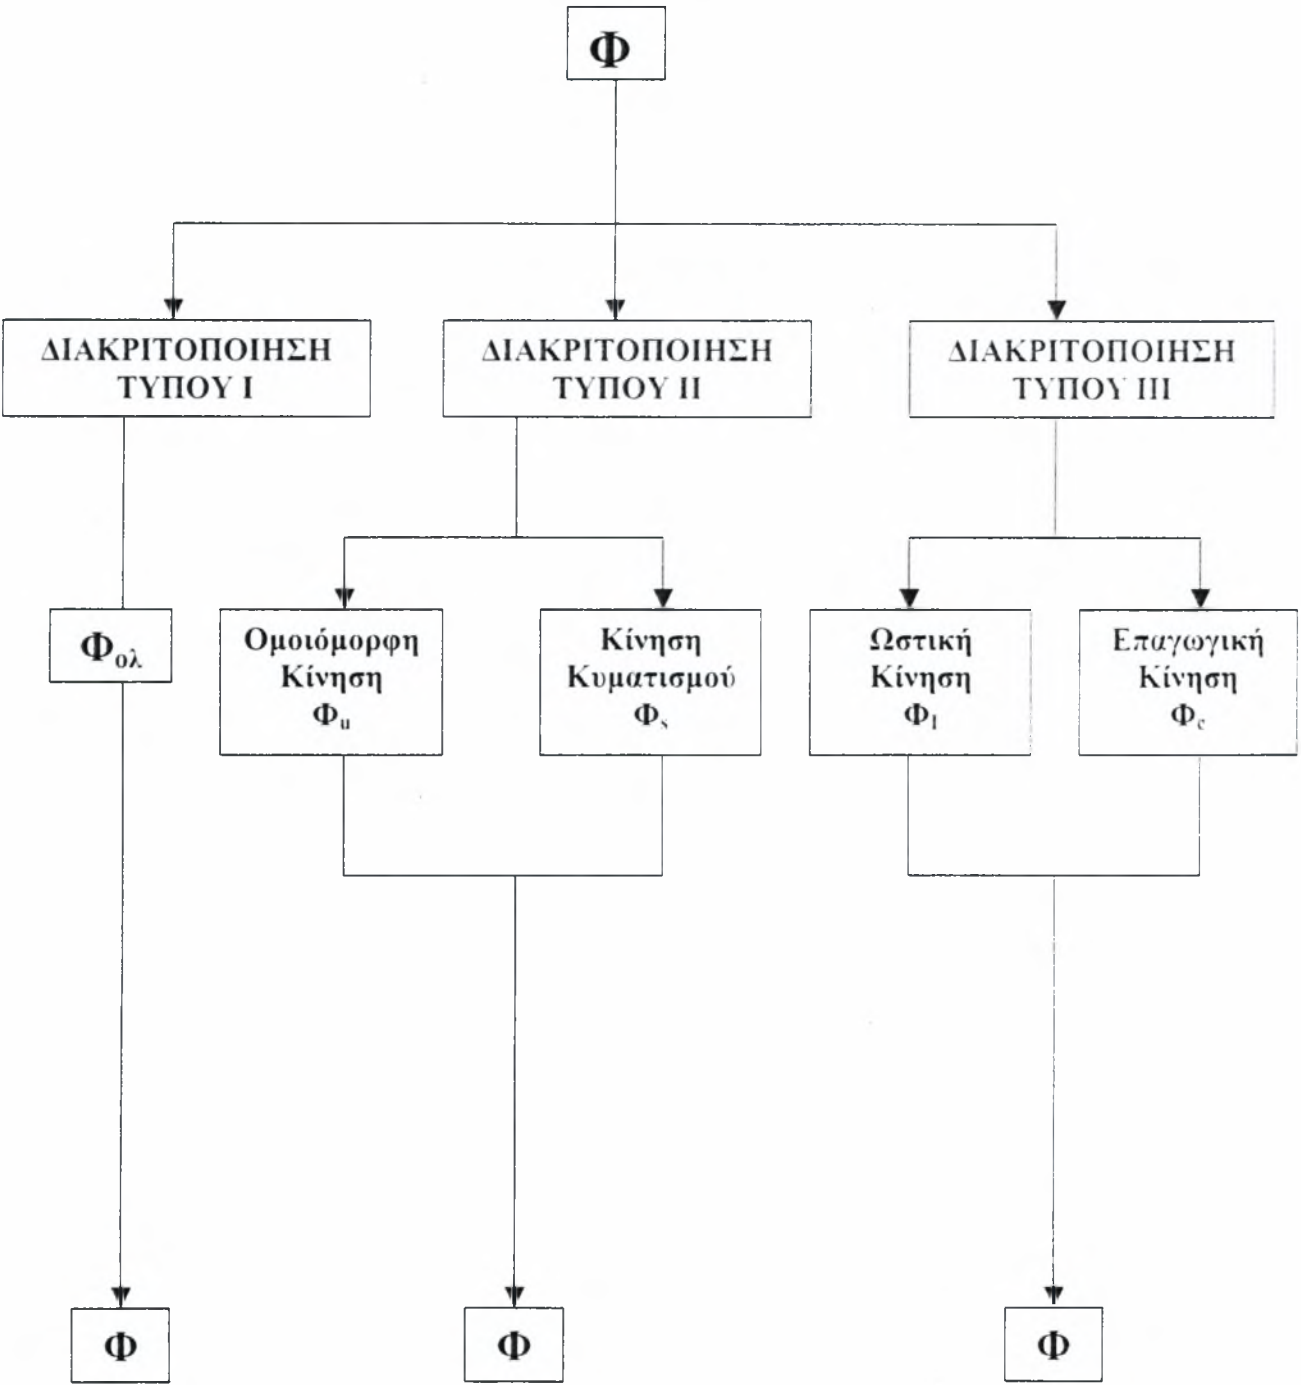 Φ
ΔΙΑΚΡΙΤΟΠΟΙΗΣΗ
ΤΥΠΟΥ Ι
ΔΙΑΚΡΙΤΟΠΟΙΗΣΗ
ΤΥΠΟΥ ΙΙ
ΔΙΑΚΡΙΤΟΠΟΙΗΣΗ
ΤΥΠΟΥ ΙΙΙ
Φολ
Ομοιόμορφη
Κίνηση
Φu
Κίνηση
Κυματισμού
Φs
Ωστική
Κίνηση
Φl
Επαγωγική
Κίνηση
Φc
Φ
Φ
Φ